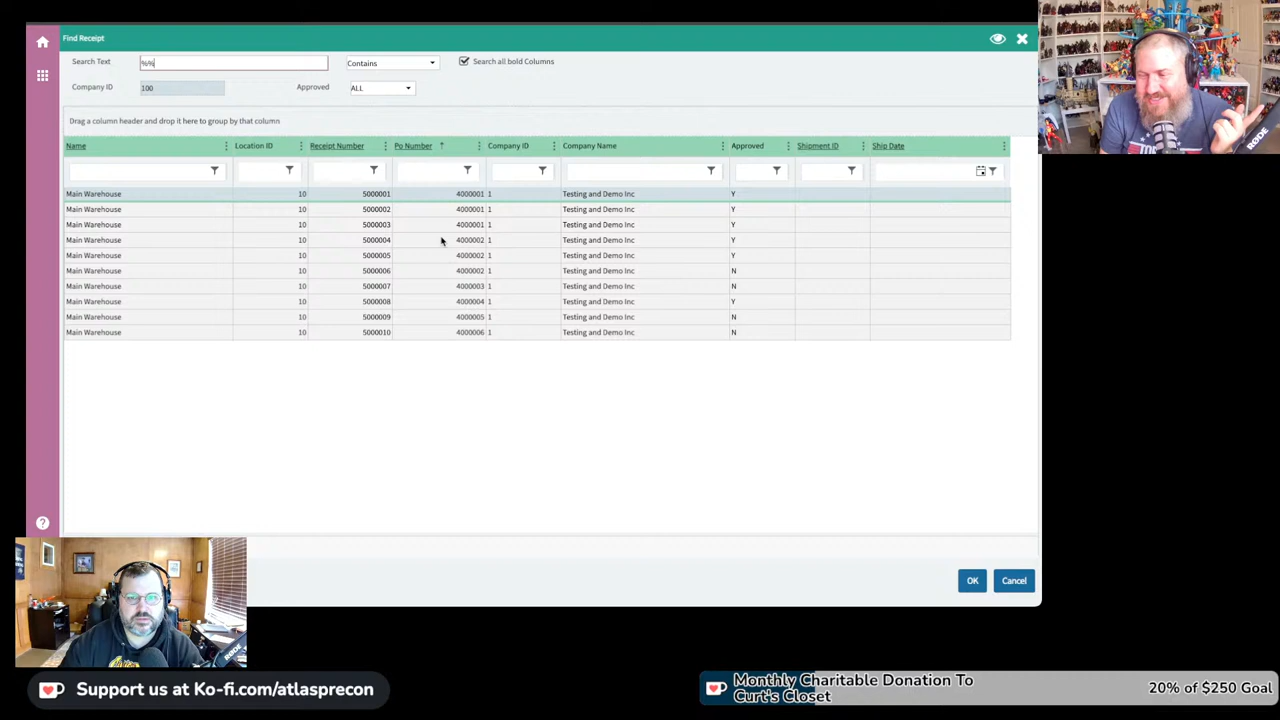 Find Receipt
Search Text %% Contains Search all bold Columns
Company ID 100 Approved ALL
Drag a column header and drop it here to group by that column
Name Location ID Receipt Number Po Number Company ID Company Name Approved Shipment ID Ship Date
Main Warehouse 10 5000001 4000001 1 Testing and Demo Inc Y
Main Warehouse 10 5000002 4000001 1 Testing and Demo Inc Y
Main Warehouse 10 5000003 4000001 1 Testing and Demo Inc Y
Main Warehouse 10 5000004 4000002 1 Testing and Demo Inc Y
Main Warehouse 10 5000005 4000002 1 Testing and Demo Inc Y
Main Warehouse 10 5000006 4000002 1 Testing and Demo Inc N
Main Warehouse 10 5000007 4000003 1 Testing and Demo Inc N
Main Warehouse 10 5000008 4000004 1 Testing and Demo Inc Y
Main Warehouse 10 5000009 4000005 1 Testing and Demo Inc N
Main Warehouse 10 5000010 4000006 1 Testing and Demo Inc N
OK Cancel
RØDE
Support us at Ko-fi.com/atlasprecon
Monthly Charitable Donation To
Curt's Closet
20% of $250 Goal